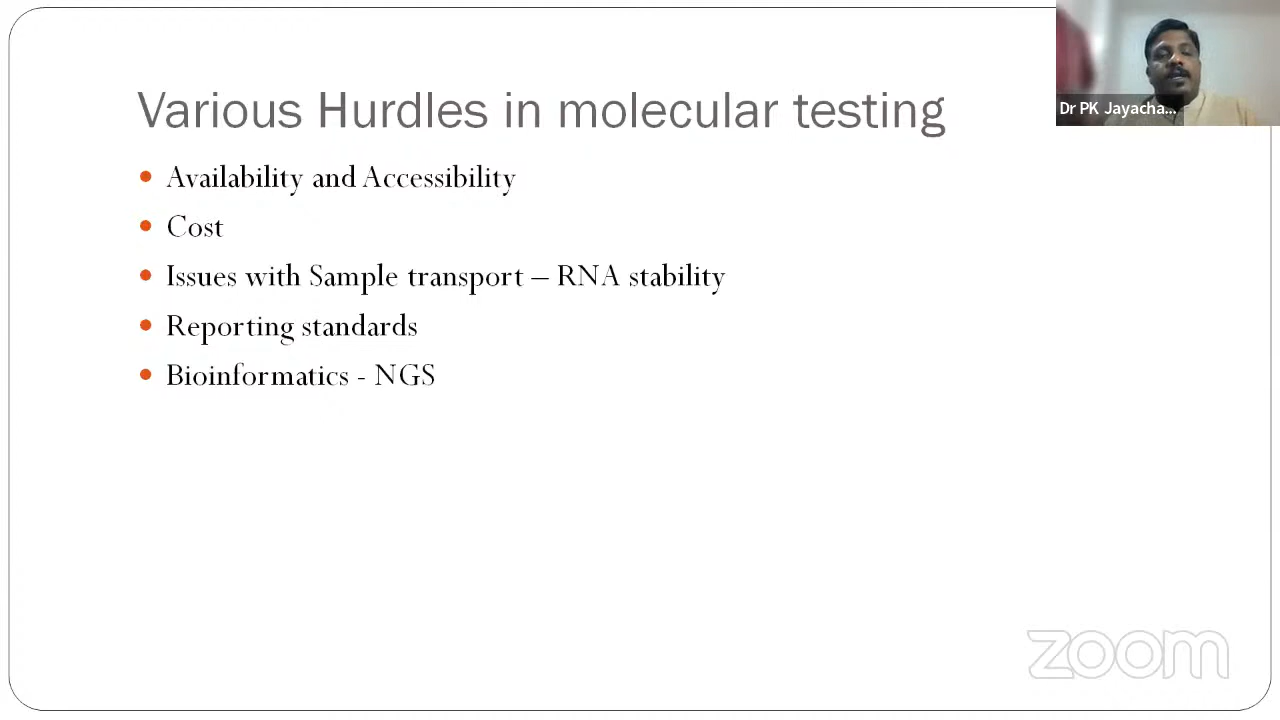 Various Hurdles in molecular testing
Dr PK Jayacha...
• Availability and Accessibility
• Cost
• Issues with Sample transport – RNA stability
• Reporting standards
• Bioinformatics - NGS
zoom